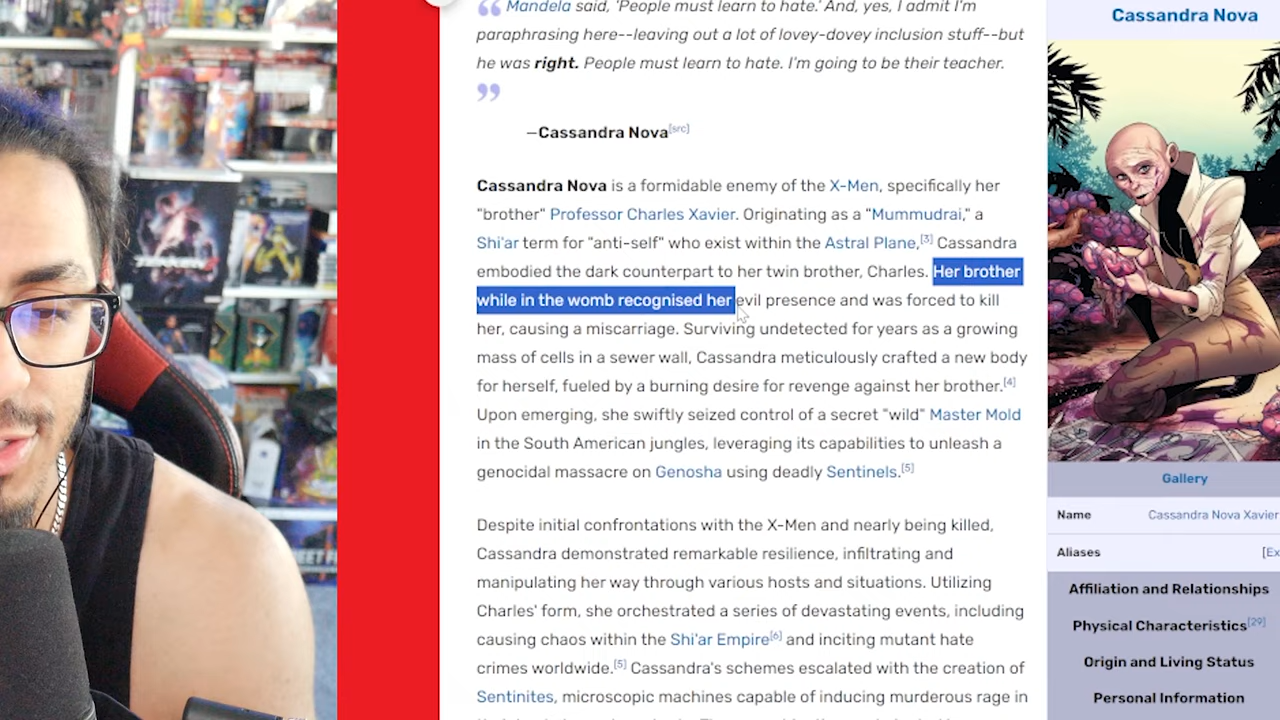 Mandela said, 'People must learn to hate.' And, yes, I admit I'm
paraphrasing here--leaving out a lot of lovey-dovey inclusion stuff--but
he was right. People must learn to hate. I'm going to be their teacher.
—Cassandra Nova[src]
Cassandra Nova is a formidable enemy of the X-Men, specifically her
"brother" Professor Charles Xavier. Originating as a "Mummudrai," a
Shi'ar term for "anti-self" who exist within the Astral Plane,[3] Cassandra
embodied the dark counterpart to her twin brother, Charles. Her brother
while in the womb recognised her evil presence and was forced to kill
her, causing a miscarriage. Surviving undetected for years as a growing
mass of cells in a sewer wall, Cassandra meticulously crafted a new body
for herself, fueled by a burning desire for revenge against her brother.[4]
Upon emerging, she swiftly seized control of a secret "wild" Master Mold
in the South American jungles, leveraging its capabilities to unleash a
genocidal massacre on Genosha using deadly Sentinels.[5]
Despite initial confrontations with the X-Men and nearly being killed,
Cassandra demonstrated remarkable resilience, infiltrating and
manipulating her way through various hosts and situations. Utilizing
Charles' form, she orchestrated a series of devastating events, including
causing chaos within the Shi'ar Empire[6] and inciting mutant hate
crimes worldwide.[5] Cassandra's schemes escalated with the creation of
Sentinites, microscopic machines capable of inducing murderous rage in
Cassandra Nova
Gallery
Name Cassandra Nova Xavier
Aliases [Ex
Affiliation and Relationships
Physical Characteristics[29]
Origin and Living Status
Personal Information